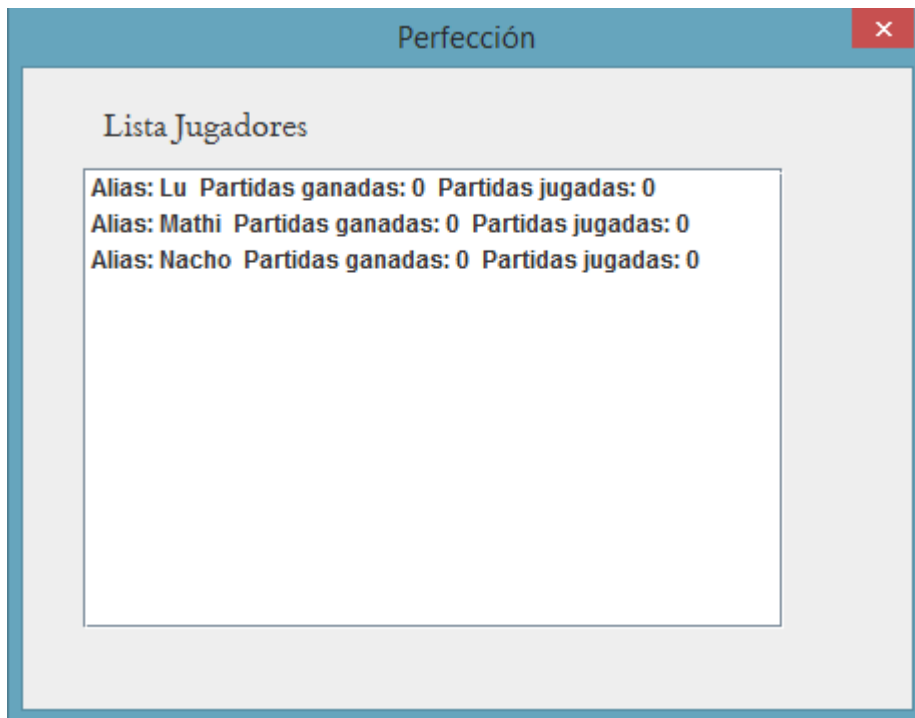 Perfección
Lista Jugadores
Alias: Lu  Partidas ganadas: 0  Partidas jugadas: 0
Alias: Mathi  Partidas ganadas: 0  Partidas jugadas: 0
Alias: Nacho  Partidas ganadas: 0  Partidas jugadas: 0